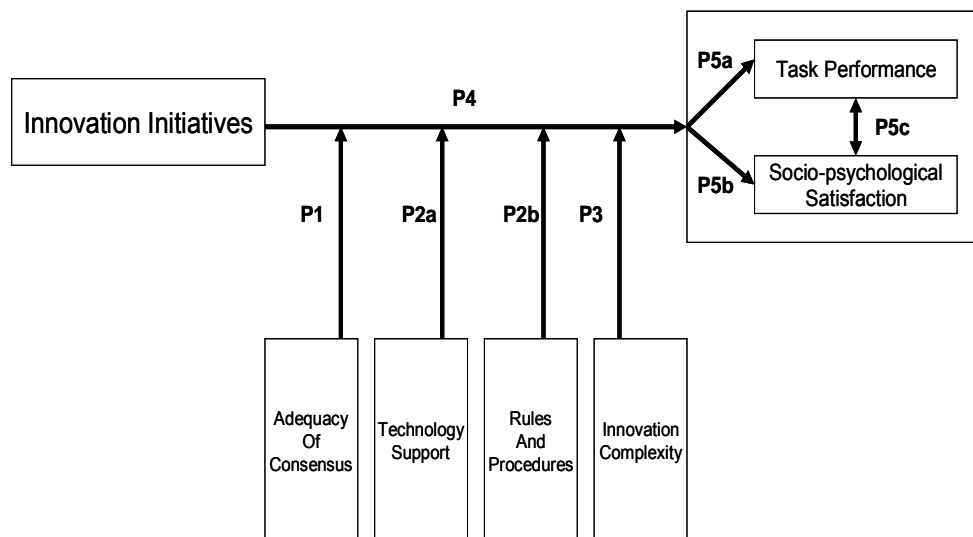 Innovation Initiatives
P4
P5a
Task Performance
P5c
P5b
Socio-psychological
Satisfaction
P1
P2a
P2b
P3
Adequacy
Of
Consensus
Technology
Support
Rules
And
Procedures
Innovation
Complexity